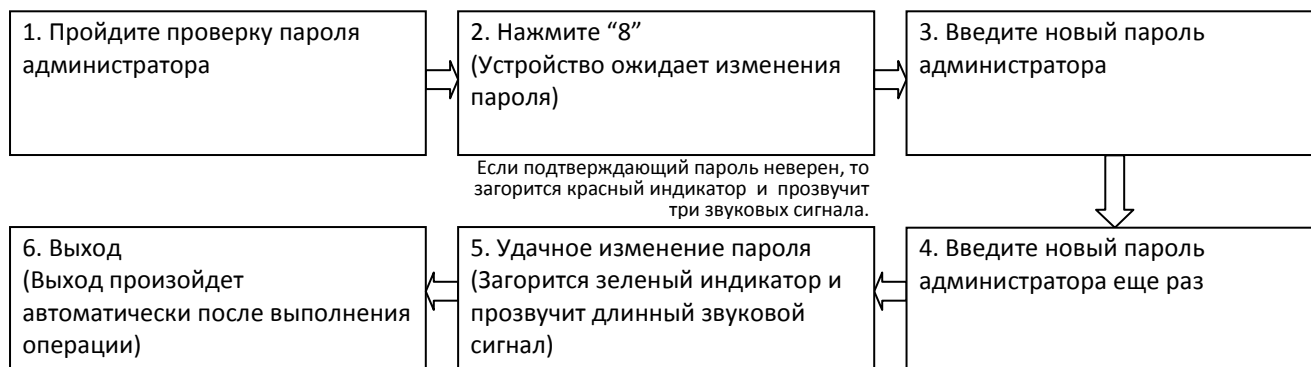 1. Пройдите проверку пароля
администратора
2. Нажмите “8”
(Устройство ожидает изменения
пароля)
3. Введите новый пароль
администратора
Если подтверждающий пароль неверен, то
загорится красный индикатор и прозвучит
три звуковых сигнала.
4. Введите новый пароль
администратора еще раз
5. Удачное изменение пароля
(Загорится зеленый индикатор и
прозвучит длинный звуковой
сигнал)
6. Выход
(Выход произойдет
автоматически после выполнения
операции)